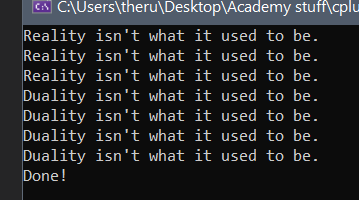 C:\Users\theru\Desktop\Academy stuff\cplu
Reality isn't what it used to be.
Reality isn't what it used to be.
Reality isn't what it used to be.
Duality isn't what it used to be.
Duality isn't what it used to be.
Duality isn't what it used to be.
Duality isn't what it used to be.
Done!